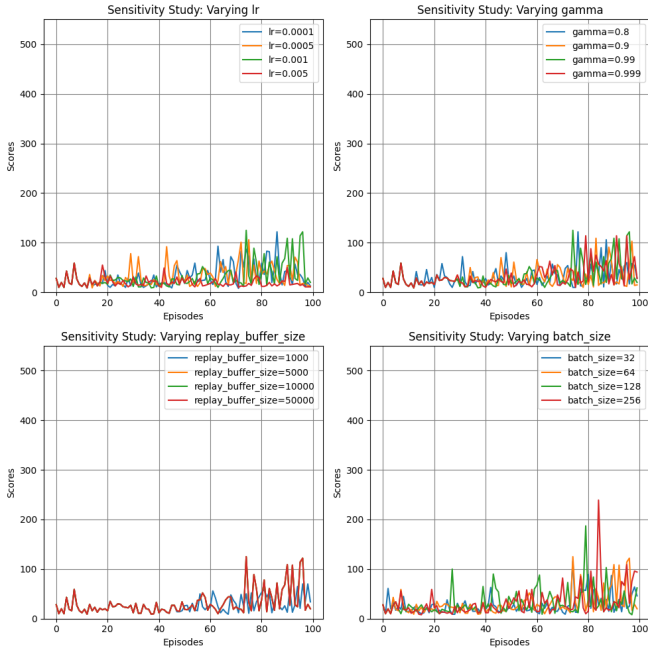 Sensitivity Study: Varying lr
500
400
300
200
100
0
Scores
0
20
40
60
80
100
Episodes
lr=0.0001
lr=0.0005
lr=0.001
lr=0.005
Sensitivity Study: Varying gamma
500
400
300
200
100
0
Scores
0
20
40
60
80
100
Episodes
gamma=0.8
gamma=0.9
gamma=0.99
gamma=0.999
Sensitivity Study: Varying replay_buffer_size
500
400
300
200
100
0
Scores
0
20
40
60
80
100
Episodes
replay_buffer_size=1000
replay_buffer_size=5000
replay_buffer_size=10000
replay_buffer_size=50000
Sensitivity Study: Varying batch_size
500
400
300
200
100
0
Scores
0
20
40
60
80
100
Episodes
batch_size=32
batch_size=64
batch_size=128
batch_size=256